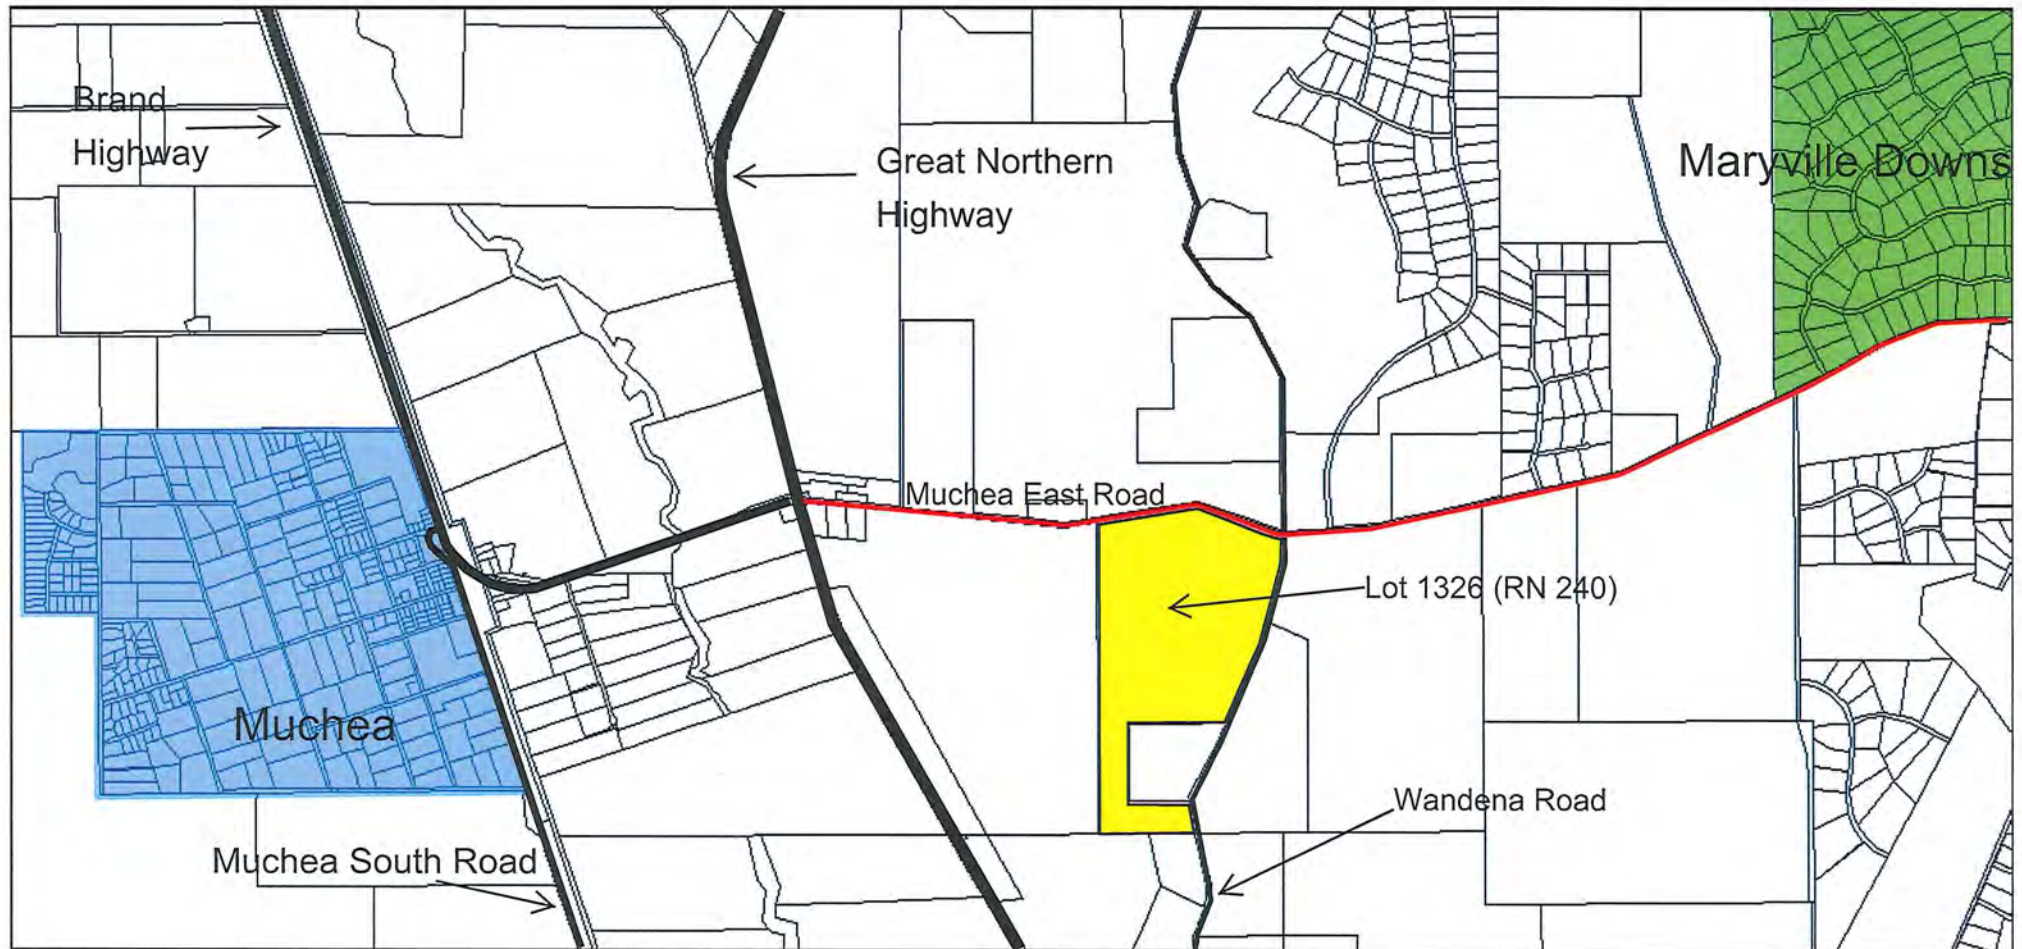 Brand
Highway
Great Northern
Highway
Maryville Downs
Muchea East Road
Lot 1326 (RN 240)
Muchea
Wandena Road
Muchea South Road